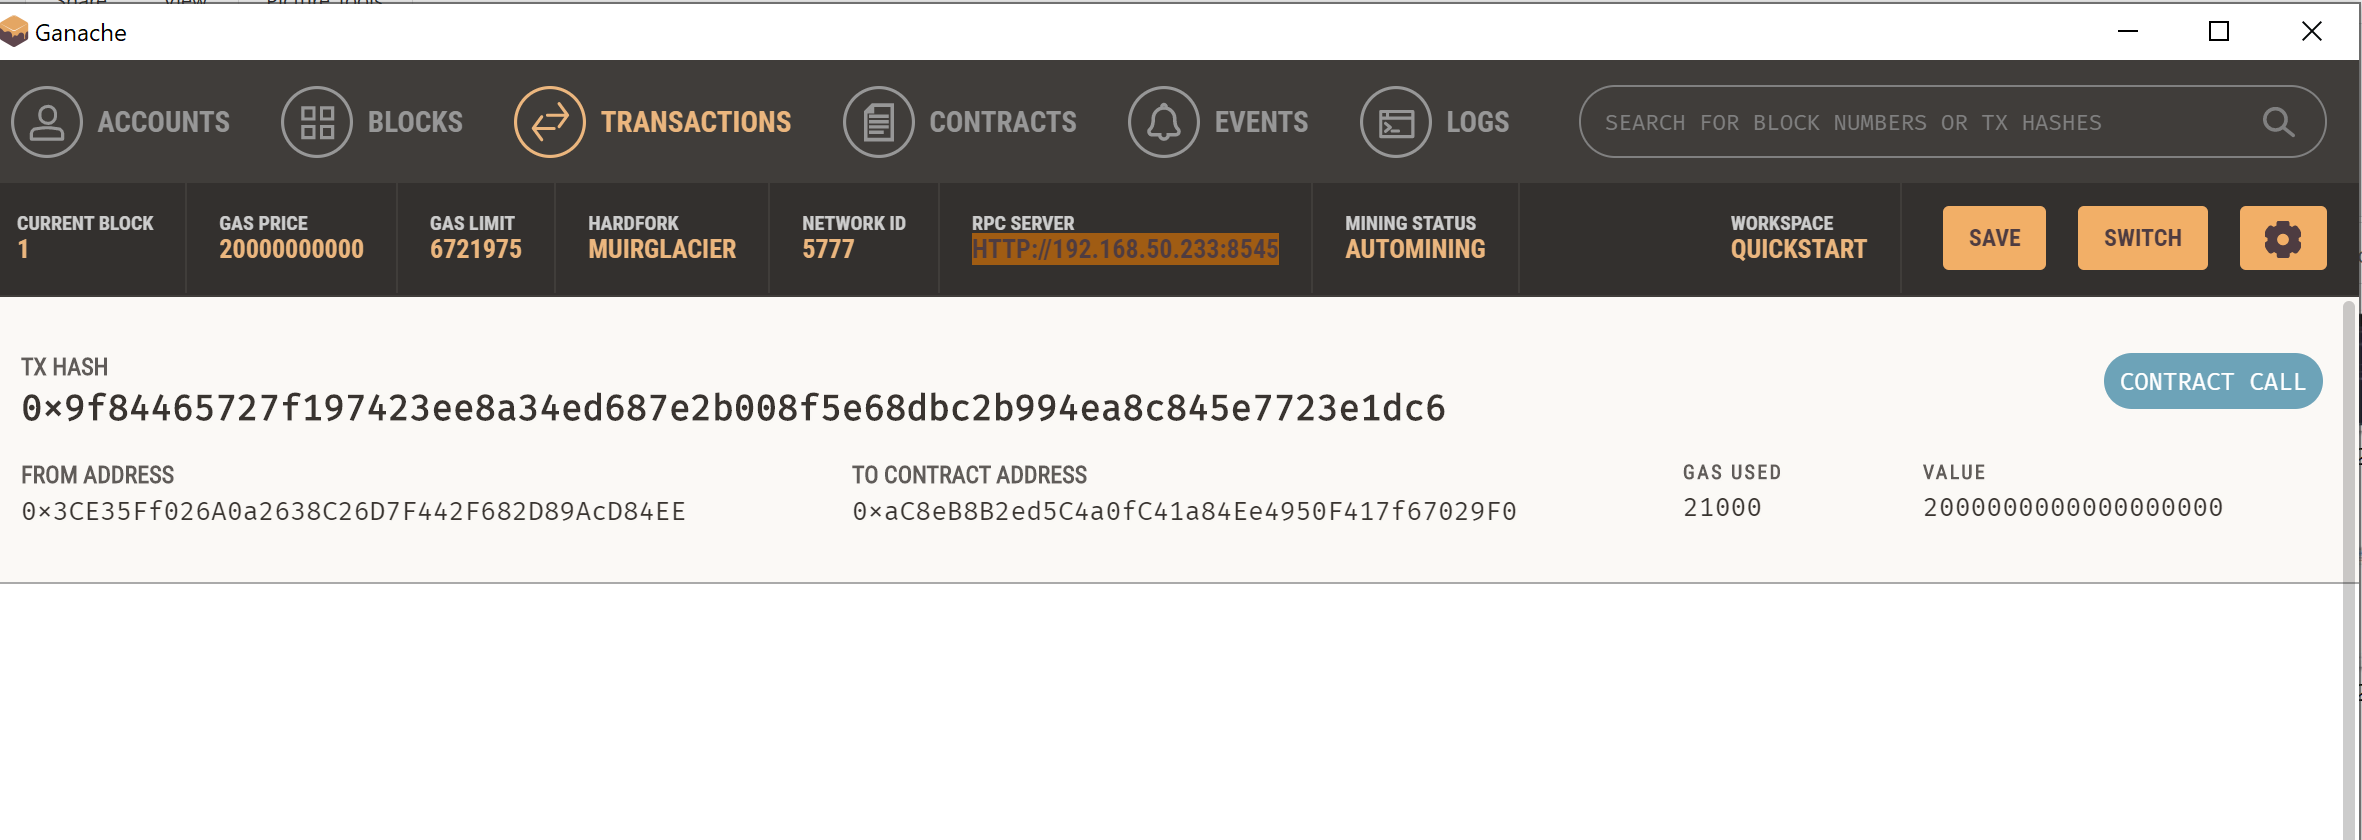 Ganache
ACCOUNTS BLOCKS TRANSACTIONS CONTRACTS EVENTS LOGS SEARCH FOR BLOCK NUMBERS OR TX HASHES
CURRENT BLOCK GAS PRICE GAS LIMIT HARDFORK NETWORK ID RPC SERVER MINING STATUS WORKSPACE
1 20000000000 6721975 MUIRGLACIER 5777 HTTP://192.168.50.233:8545 AUTOMINING QUICKSTART SAVE SWITCH
TX HASH
0×9f84465727f197423ee8a34ed687e2b008f5e68dbc2b994ea8c845e7723e1dc6 CONTRACT CALL
FROM ADDRESS TO CONTRACT ADDRESS GAS USED VALUE
0×3CE35Ff026A0a2638C26D7F442F682D89AcD84EE 0×aC8eB8B2ed5C4a0fC41a84Ee4950F417f67029F0 21000 2000000000000000000